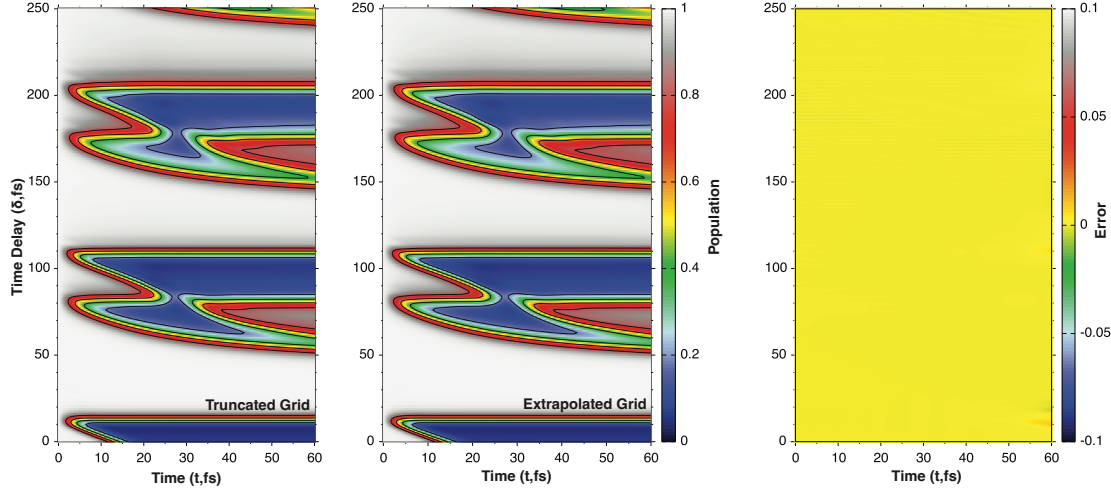 250
200
150
100
50
0
Time Delay (δ,fs)
0 10 20 30 40 50 60
Time (t,fs)
Truncated Grid
250
200
150
100
50
0
0 10 20 30 40 50 60
Time (t,fs)
Extrapolated Grid
1
0.8
0.6
0.4
0.2
0
Population
250
200
150
100
50
0
0 10 20 30 40 50 60
Time (t,fs)
0.1
0.05
0
-0.05
-0.1
Error